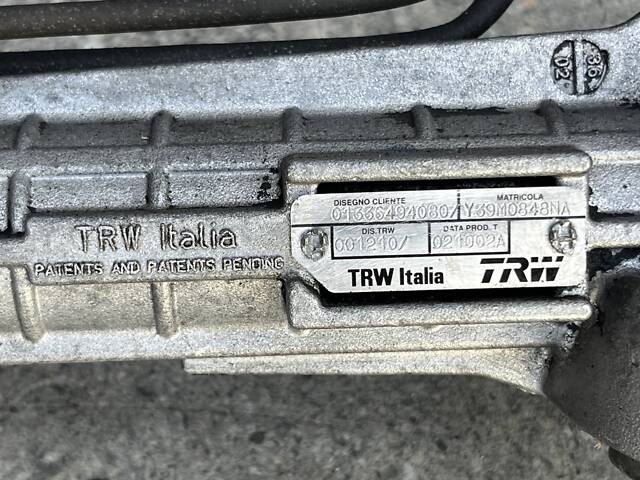 36
02
DISEGNO CLIENTE MATRICOLA
01336494080/ Y39M0848NA
DIS.TRW DATA PROD. T
001210/ 021002A
TRW Italia TRW
TRW Italia
PATENTS AND PATENTS PENDING